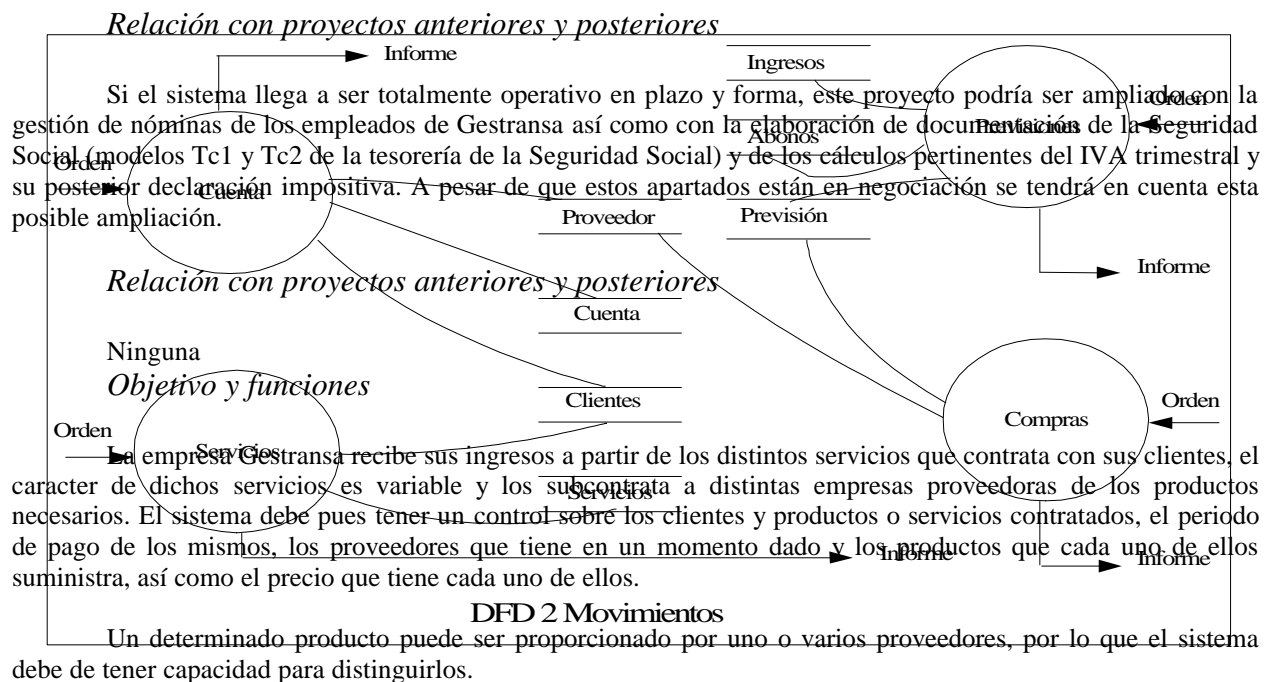 Relación con proyectos anteriores y posteriores
Informe
Ingresos
Si el sistema llega a ser totalmente operativo en plazo y forma, este proyecto podría ser ampliado con la
Orden
gestión de nóminas de los empleados de Gestransa así como con la elaboración de documentación de la Seguridad
Previsiones
Abonos
Social (modelos Tc1 y Tc2 de la tesorería de la Seguridad Social) y de los cálculos pertinentes del IVA trimestral y
Orden
su posterior declaración impositiva. A pesar de que estos apartados están en negociación se tendrá en cuenta esta
Cuenta
posible ampliación.
Proveedor
Previsión
Informe
Relación con proyectos anteriores y posteriores
Cuenta
Ninguna
Objetivo y funciones
Clientes
Orden
Compras
Orden
La empresa Gestransa recibe sus ingresos a partir de los distintos servicios que contrata con sus clientes, el
Servicios
caracter de dichos servicios es variable y los subcontrata a distintas empresas proveedoras de los productos
Servicios
necesarios. El sistema debe pues tener un control sobre los clientes y productos o servicios contratados, el periodo
de pago de los mismos, los proveedores que tiene en un momento dado y los productos que cada uno de ellos
Informe
Informe
suministra, así como el precio que tiene cada uno de ellos.
DFD 2 Movimientos
Un determinado producto puede ser proporcionado por uno o varios proveedores, por lo que el sistema
debe de tener capacidad para distinguirlos.